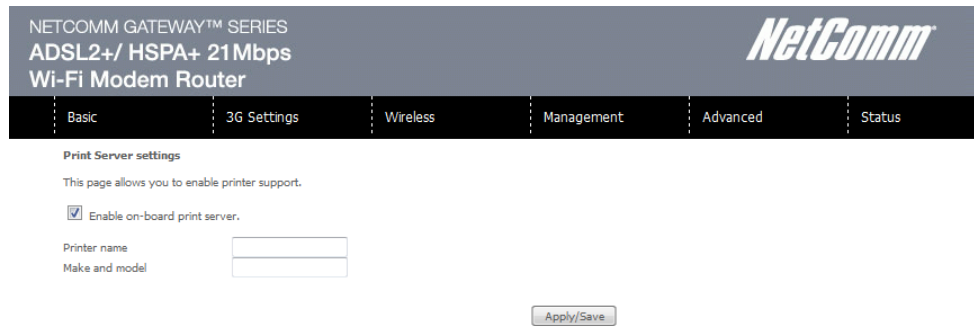 NETCOMM GATEWAY™ SERIES
ADSL2+/ HSPA+ 21Mbps
Wi-Fi Modem Router
NetComm
Basic 3G Settings Wireless Management Advanced Status
Print Server settings
This page allows you to enable printer support.
Enable on-board print server.
Printer name
Make and model
Apply/Save